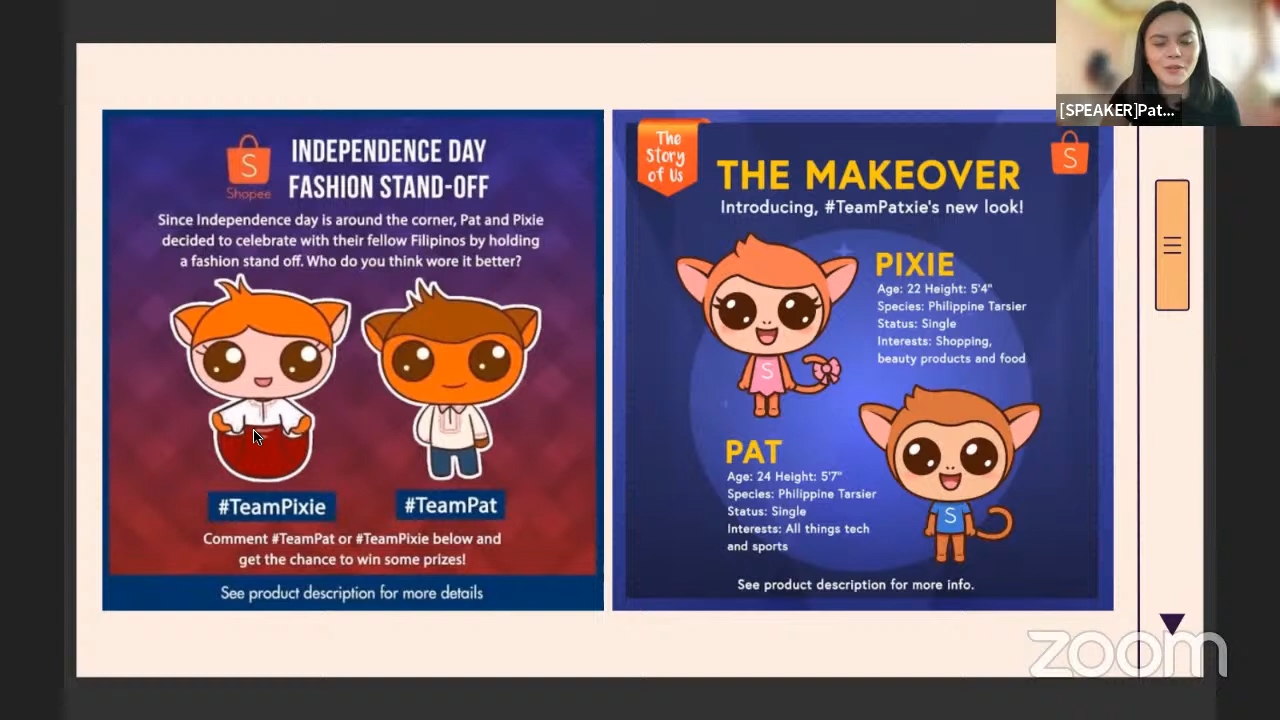 [SPEAKER]Pat...
S
Shopee
INDEPENDENCE DAY
FASHION STAND-OFF
Since Independence day is around the corner, Pat and Pixie
decided to celebrate with their fellow Filipinos by holding
a fashion stand off. Who do you think wore it better?
#TeamPixie
#TeamPat
Comment #TeamPat or #TeamPixie below and
get the chance to win some prizes!
See product description for more details
The
Story
of Us
S
THE MAKEOVER
Introducing, #TeamPatxie's new look!
PIXIE
Age: 22 Height: 5'4"
Species: Philippine Tarsier
Status: Single
Interests: Shopping,
beauty products and food
S
PAT
Age: 24 Height: 5'7"
Species: Philippine Tarsier
Status: Single
Interests: All things tech
and sports
S
See product description for more info.
zoom